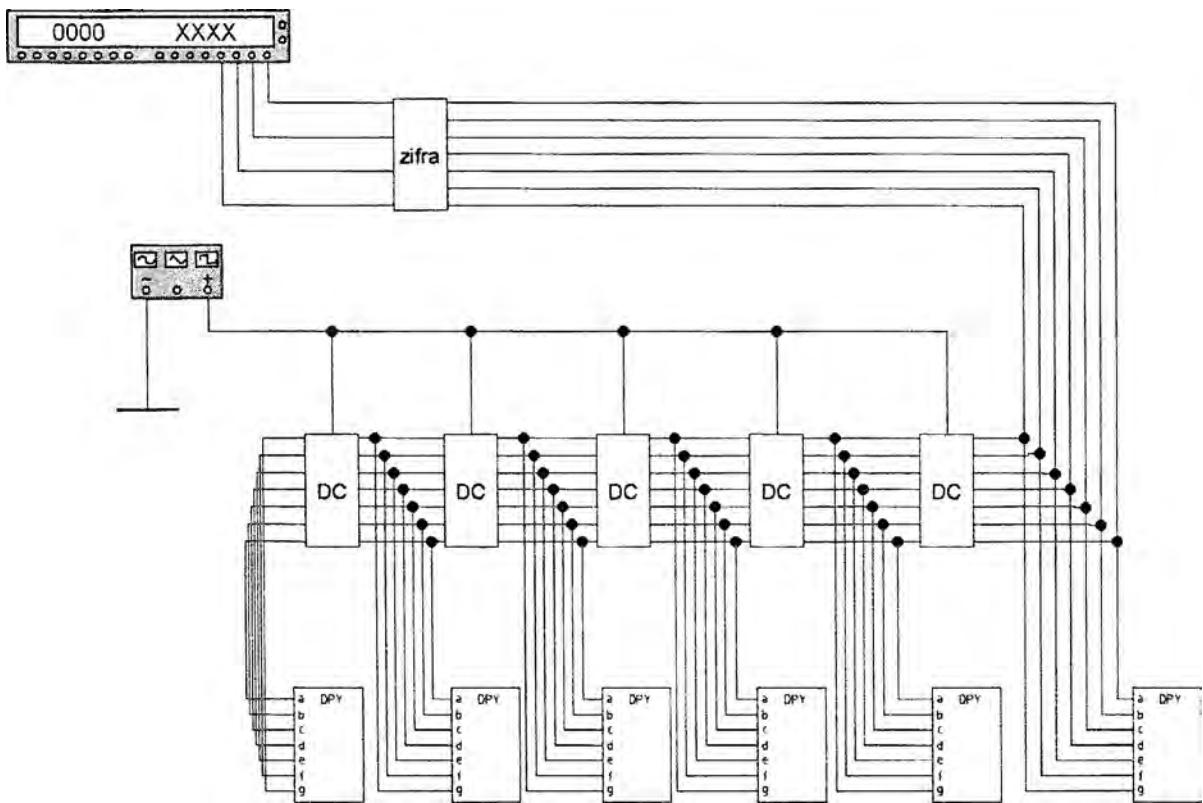 0000 XXXX
zifra
- +
DC DC DC DC DC
a DPY a DPY a DPY a DPY a DPY a DPY
b b b b b b
c c c c c c
d d d d d d
e e e e e e
f f f f f f
g g g g g g